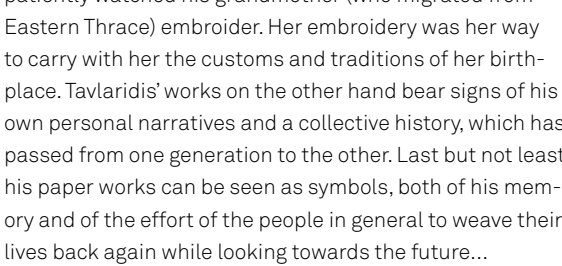 patiently watched his grandmother (who migrated from
Eastern Thrace) embroider. Her embroidery was her way
to carry with her the customs and traditions of her birth-
place. Tavlaridis’ works on the other hand bear signs of his
own personal narratives and a collective history, which has
passed from one generation to the other. Last but not least
his paper works can be seen as symbols, both of his mem-
ory and of the effort of the people in general to weave their
lives back again while looking towards the future...